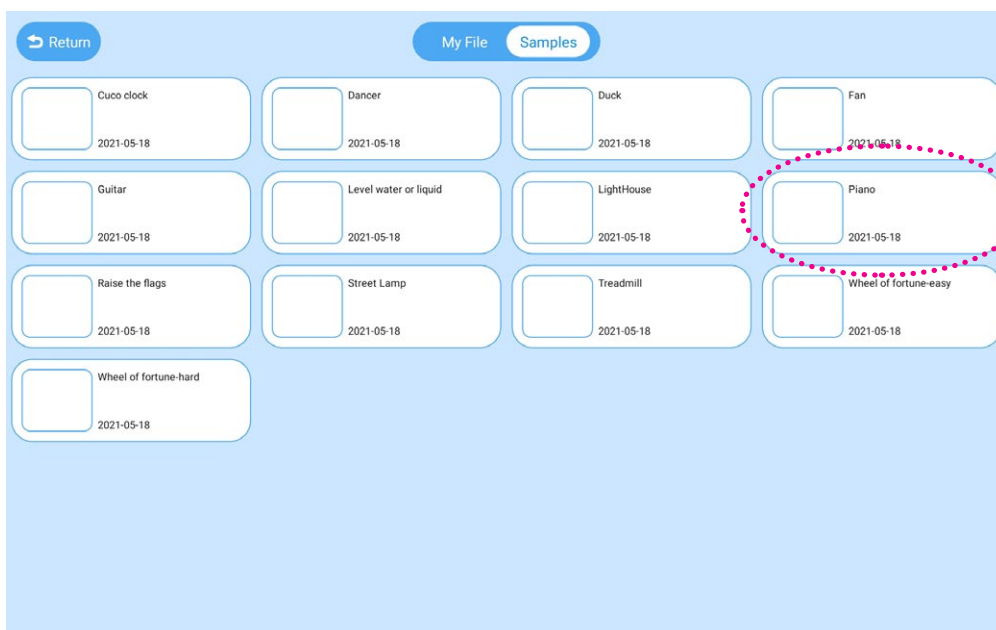 Return
My File Samples
Cuco clock
2021-05-18
Dancer
2021-05-18
Duck
2021-05-18
Fan
2021-05-18
Guitar
2021-05-18
Level water or liquid
2021-05-18
LightHouse
2021-05-18
Piano
2021-05-18
Raise the flags
2021-05-18
Street Lamp
2021-05-18
Treadmill
2021-05-18
Wheel of fortune-easy
2021-05-18
Wheel of fortune-hard
2021-05-18